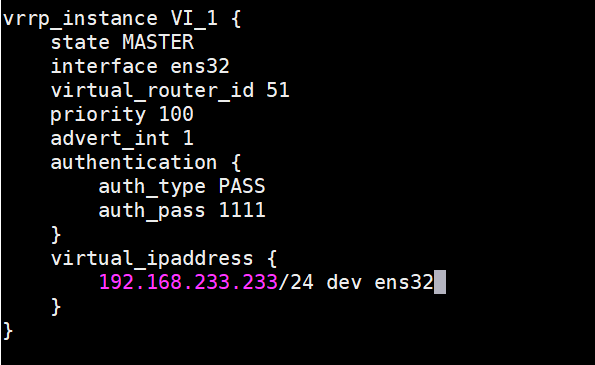 vrrp_instance VI_1 {
    state MASTER
    interface ens32
    virtual_router_id 51
    priority 100
    advert_int 1
    authentication {
        auth_type PASS
        auth_pass 1111
    }
    virtual_ipaddress {
        192.168.233.233/24 dev ens32
    }
}